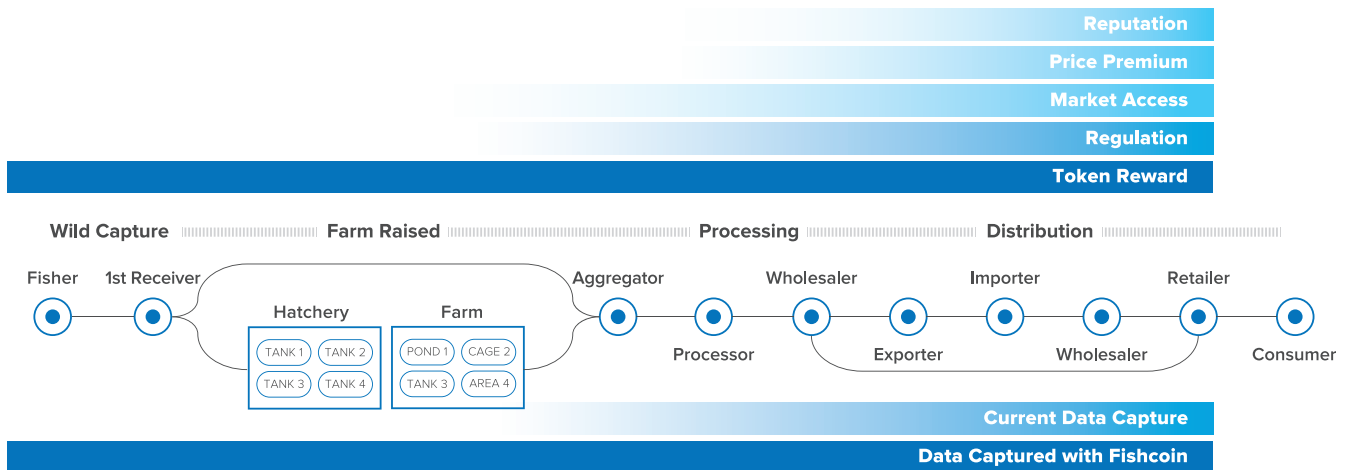 Reputation
Price Premium
Market Access
Regulation
Token Reward
Wild Capture Farm Raised Processing Distribution
Fisher 1st Receiver Aggregator Wholesaler Importer Retailer
Hatchery Farm
TANK 1 TANK 2 POND 1 CAGE 2
TANK 3 TANK 4 TANK 3 AREA 4
Processor Exporter Wholesaler Consumer
Current Data Capture
Data Captured with Fishcoin